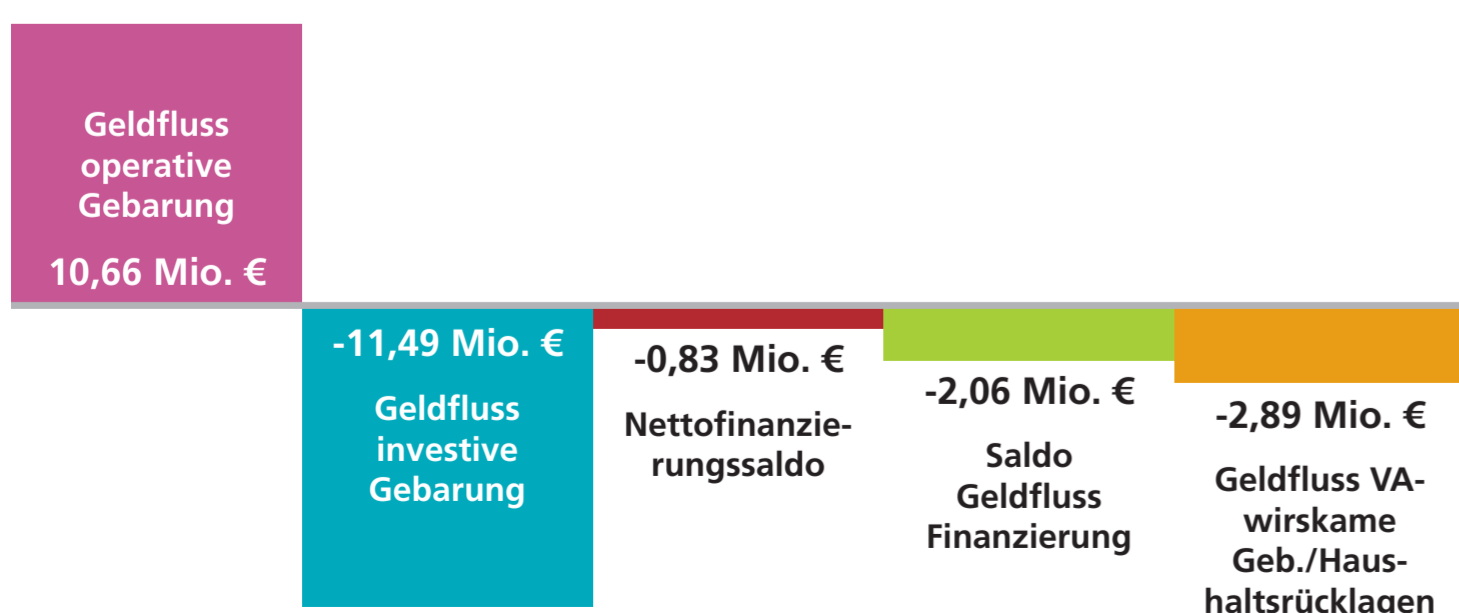 Geldfluss
operative
Gebarung
10,66 Mio. €
-11,49 Mio. €
Geldfluss
investive
Gebarung
-0,83 Mio. €
Nettofinanzie-
rungssaldo
-2,06 Mio. €
Saldo
Geldfluss
Finanzierung
-2,89 Mio. €
Geldfluss VA-
wirskame
Geb./Haus-
haltsrücklagen